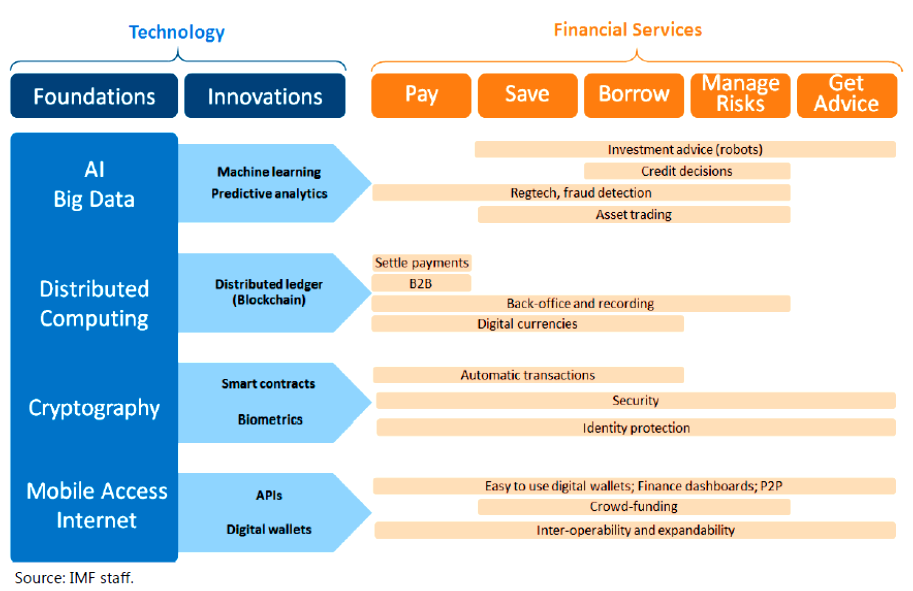 Technology
Financial Services
Foundations
Innovations
Pay
Save
Borrow
Manage
Risks
Get
Advice
AI
Big Data
Machine learning
Predictive analytics
Investment advice (robots)
Credit decisions
Regtech, fraud detection
Asset trading
Distributed
Computing
Distributed ledger
(Blockchain)
Settle payments
B2B
Back-office and recording
Digital currencies
Cryptography
Smart contracts
Biometrics
Automatic transactions
Security
Identity protection
Mobile Access
Internet
APIs
Digital wallets
Easy to use digital wallets; Finance dashboards; P2P
Crowd-funding
Inter-operability and expandability
Source: IMF staff.